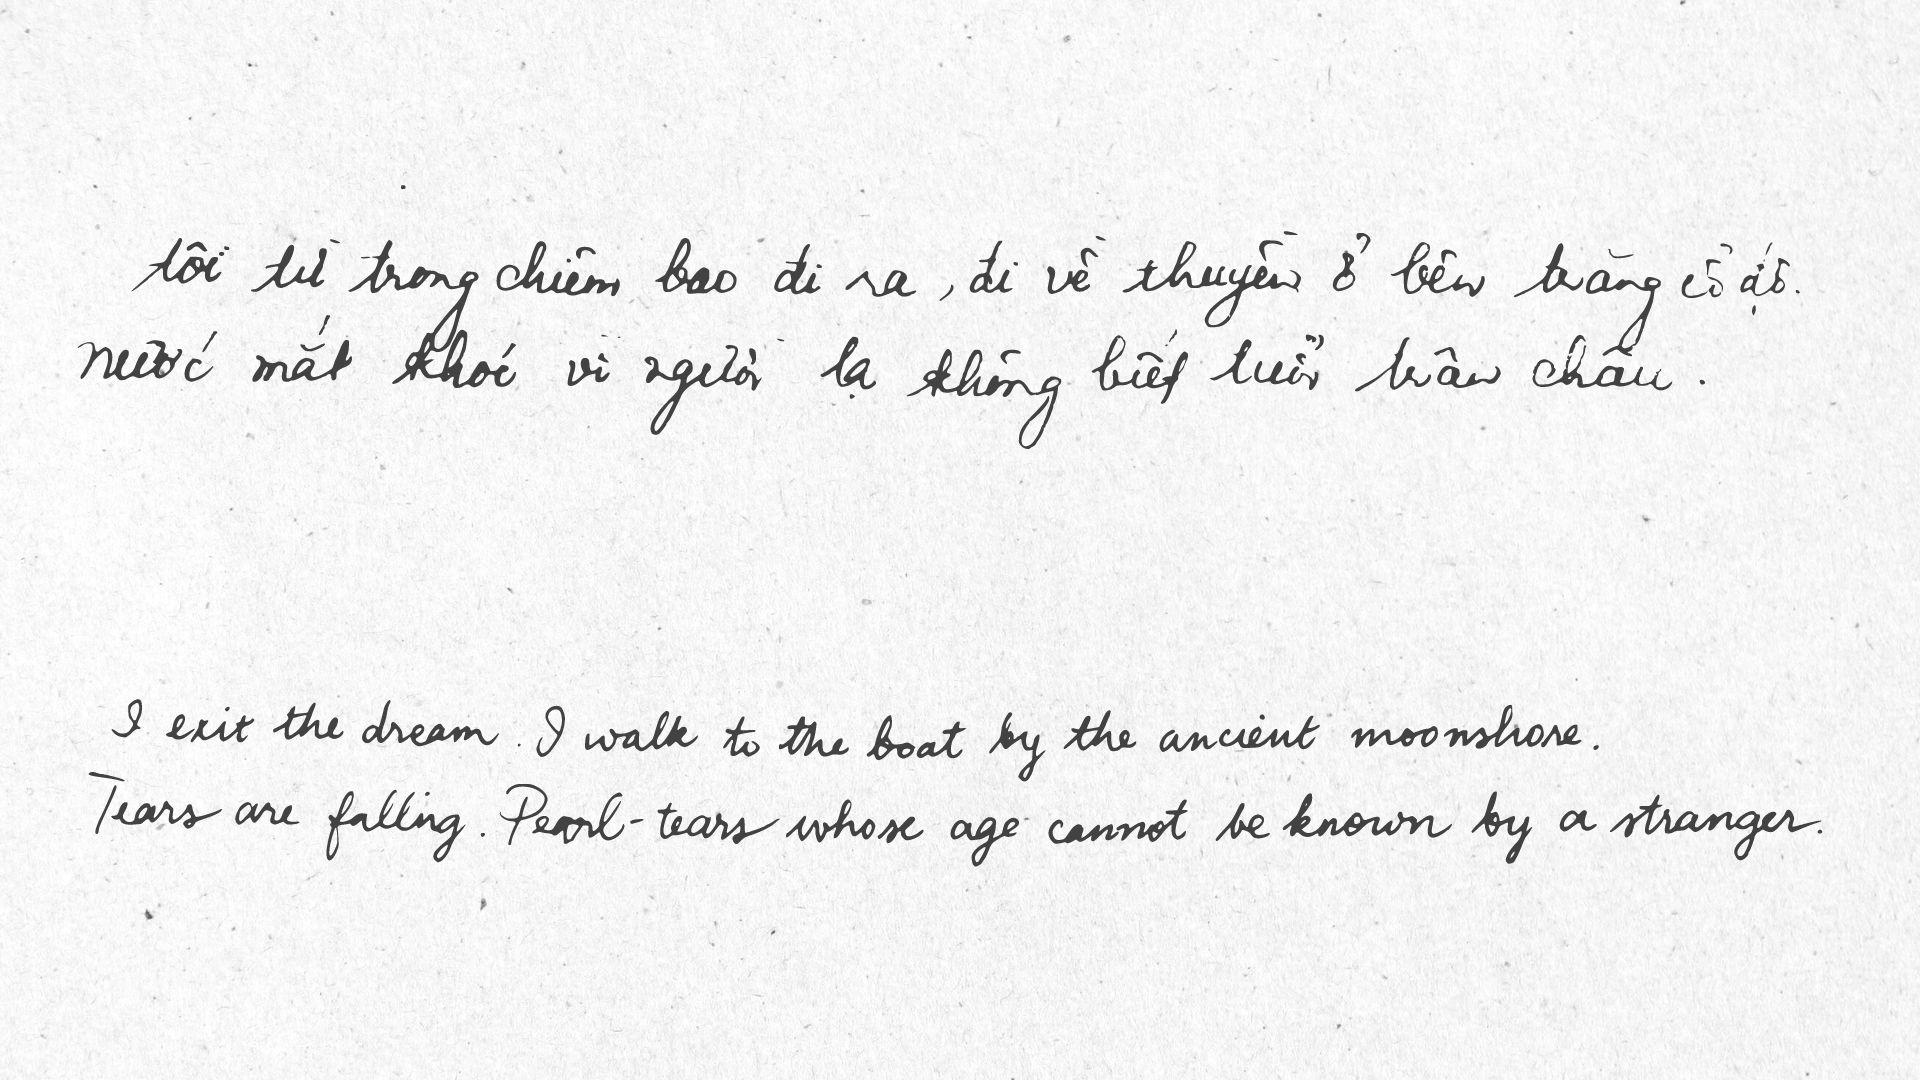 tôi từ trong chiêm bao đi ra, đi về thuyền ở bên trăng cổ độ.
nước mắt khóc vì người lạ không biết tuổi trân châu.
I exit the dream. I walk to the boat by the ancient moonshore.
Tears are falling. Pearl-tears whose age cannot be known by a stranger.